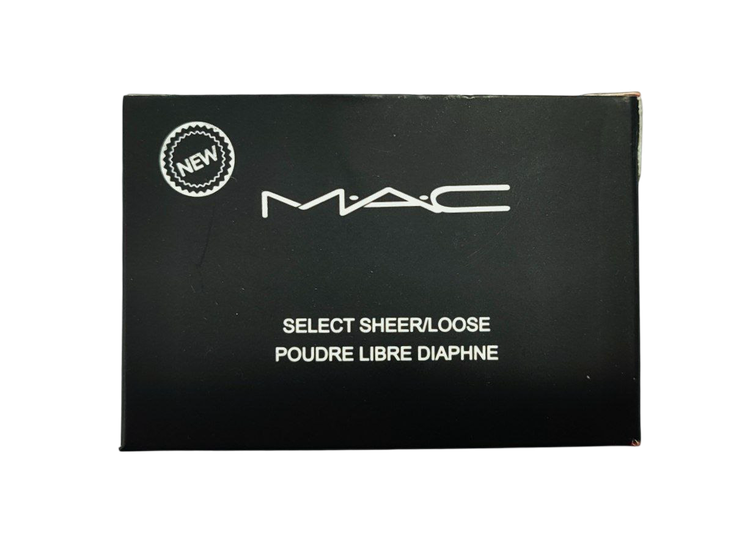 NEW
M·A·C
SELECT SHEER/LOOSE
POUDRE LIBRE DIAPHNE